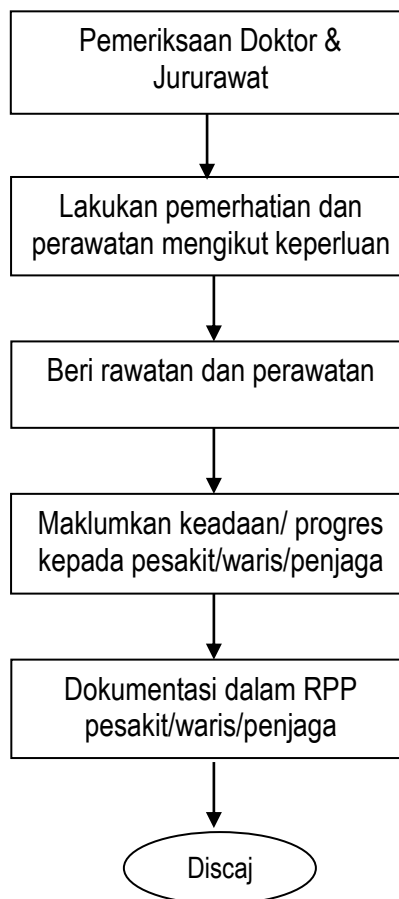 Pemeriksaan Doktor &
Jururawat
Lakukan pemerhatian dan
perawatan mengikut keperluan
Beri rawatan dan perawatan
Maklumkan keadaan/ progres
kepada pesakit/waris/penjaga
Dokumentasi dalam RPP
pesakit/waris/penjaga
Discaj